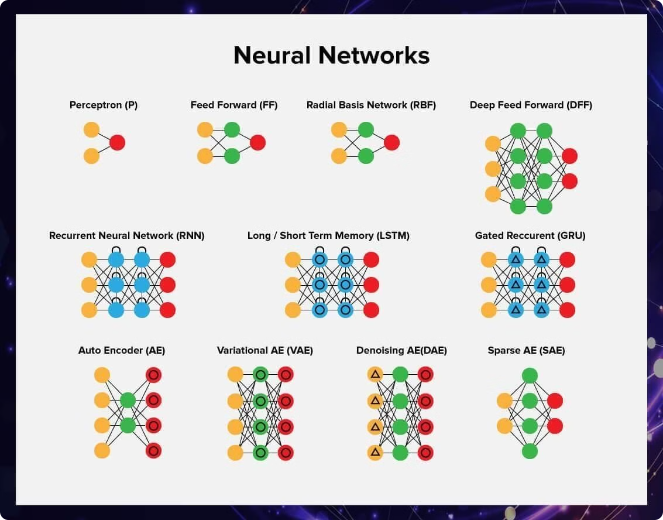 Neural Networks
Perceptron (P)
Feed Forward (FF)
Radial Basis Network (RBF)
Deep Feed Forward (DFF)
Recurrent Neural Network (RNN)
Long / Short Term Memory (LSTM)
Gated Reccurent (GRU)
Auto Encoder (AE)
Variational AE (VAE)
Denoising AE(DAE)
Sparse AE (SAE)